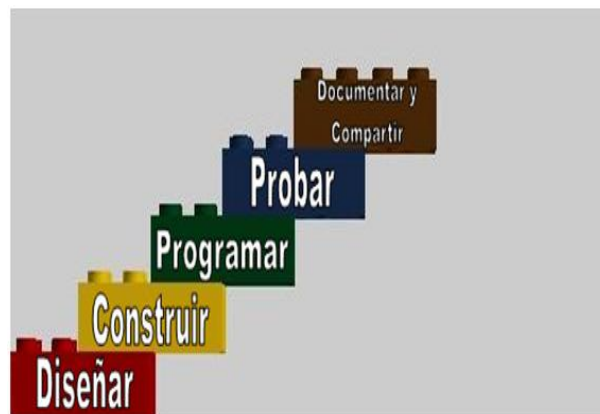 Documentar y
Compartir
Probar
Programar
Construir
Diseñar